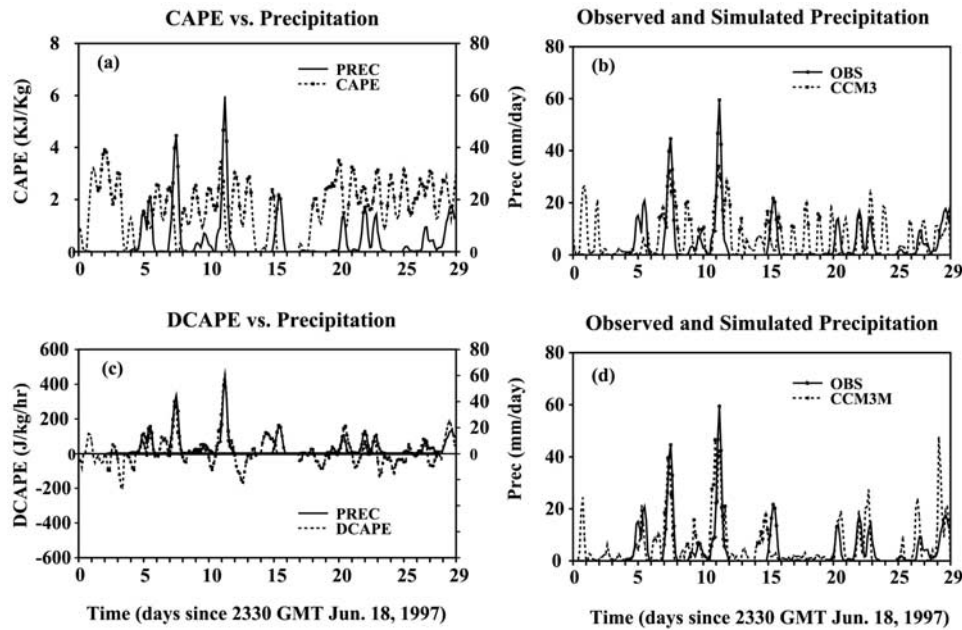 CAPE vs. Precipitation
CAPE (KJ/Kg)
8
6
4
2
0
(a)
PREC
CAPE
80
60
40
20
0
0 5 10 15 20 25 29
Observed and Simulated Precipitation
Prec (mm/day)
80
60
40
20
0
(b)
OBS
CCM3
0 5 11 15 20 25 29
DCAPE vs. Precipitation
DCAPE (J/kg/hr)
600
400
200
0
-200
-400
-600
(c)
PREC
DCAPE
80
60
40
20
0
0 5 10 15 20 25 29
Time (days since 2330 GMT Jun. 18, 1997)
Observed and Simulated Precipitation
Prec (mm/day)
80
60
40
20
0
(d)
OBS
CCM3M
0 5 11 15 20 25 29
Time (days since 2330 GMT Jun. 18, 1997)